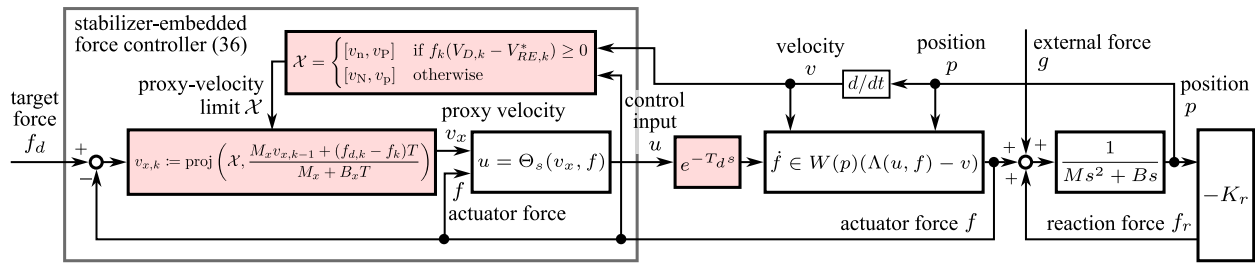 stabilizer-embedded
force controller (36)
𝒳 = { [v_n, v_P] if f_k(V_{D,k} − V*_{RE,k}) ≥ 0
[v_N, v_p] otherwise
velocity
v
position
p
external force
g
d/dt
position
p
proxy-velocity
limit 𝒳
target
force
f_d
proxy velocity
v_x
control
input
u
+
−
v_{x,k} := proj(𝒳, (M_x v_{x,k−1} + (f_{d,k} − f_k)T) / (M_x + B_x T))
u = Θ_s(v_x, f)
e^{−T_d s}
ḟ ∈ W(p)(Λ(u, f) − v)
+
+
+
1
Ms² + Bs
−K_r
f
actuator force
actuator force f
reaction force f_r